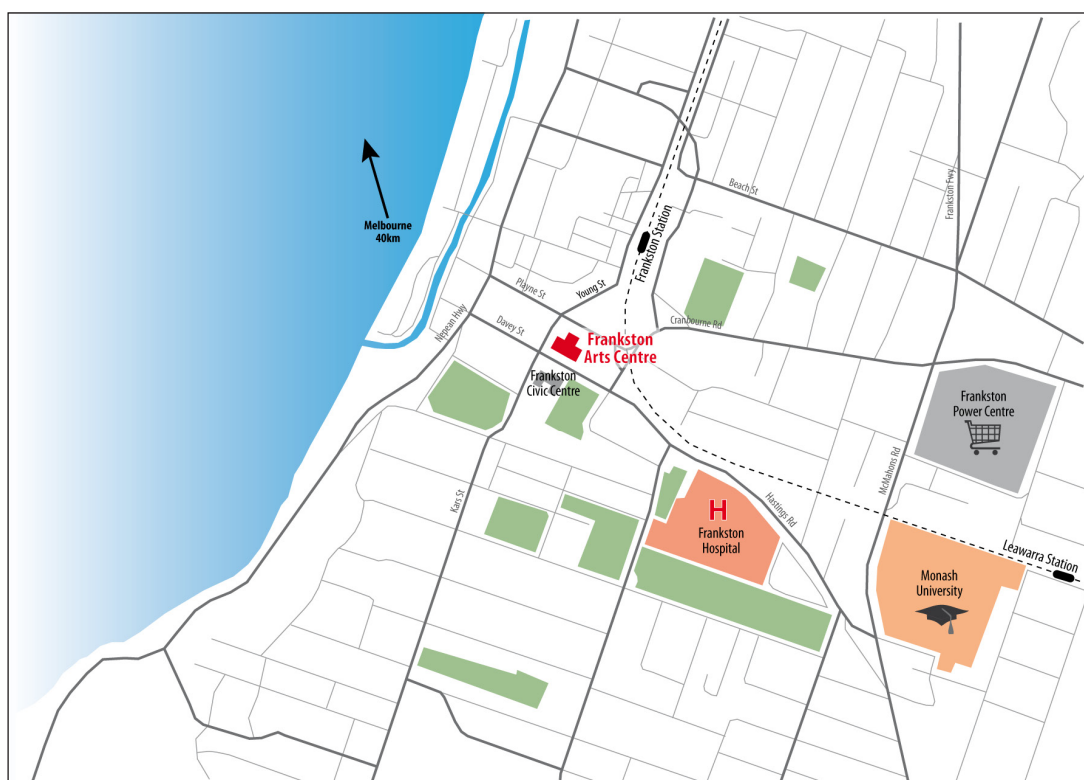 Beach St
Frankston Fwy
Melbourne
40km
Frankston Station
Playne St
Young St
Nepean Hwy
Davey St
Cranbourne Rd
Frankston
Arts Centre
Frankston
Civic Centre
Frankston
Power Centre
McMahons Rd
Kars St
Hastings Rd
H
Frankston
Hospital
Leawarra Station
Monash
University